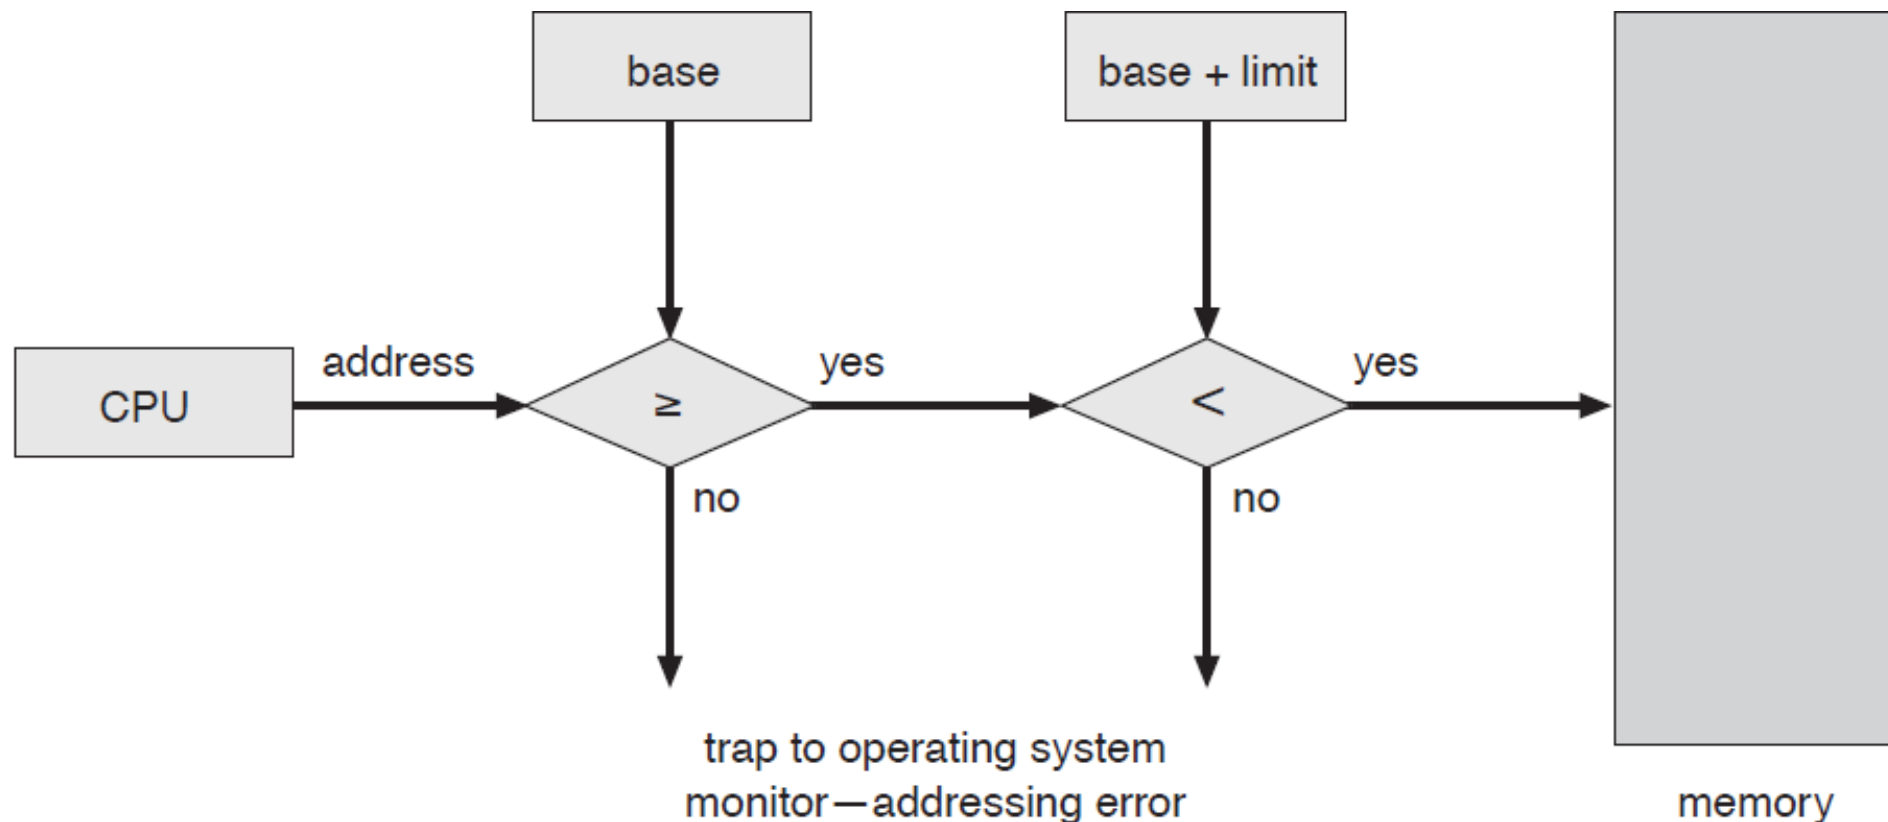 base
base + limit
address
yes
yes
CPU
≥
<
no
no
trap to operating system
monitor—addressing error
memory